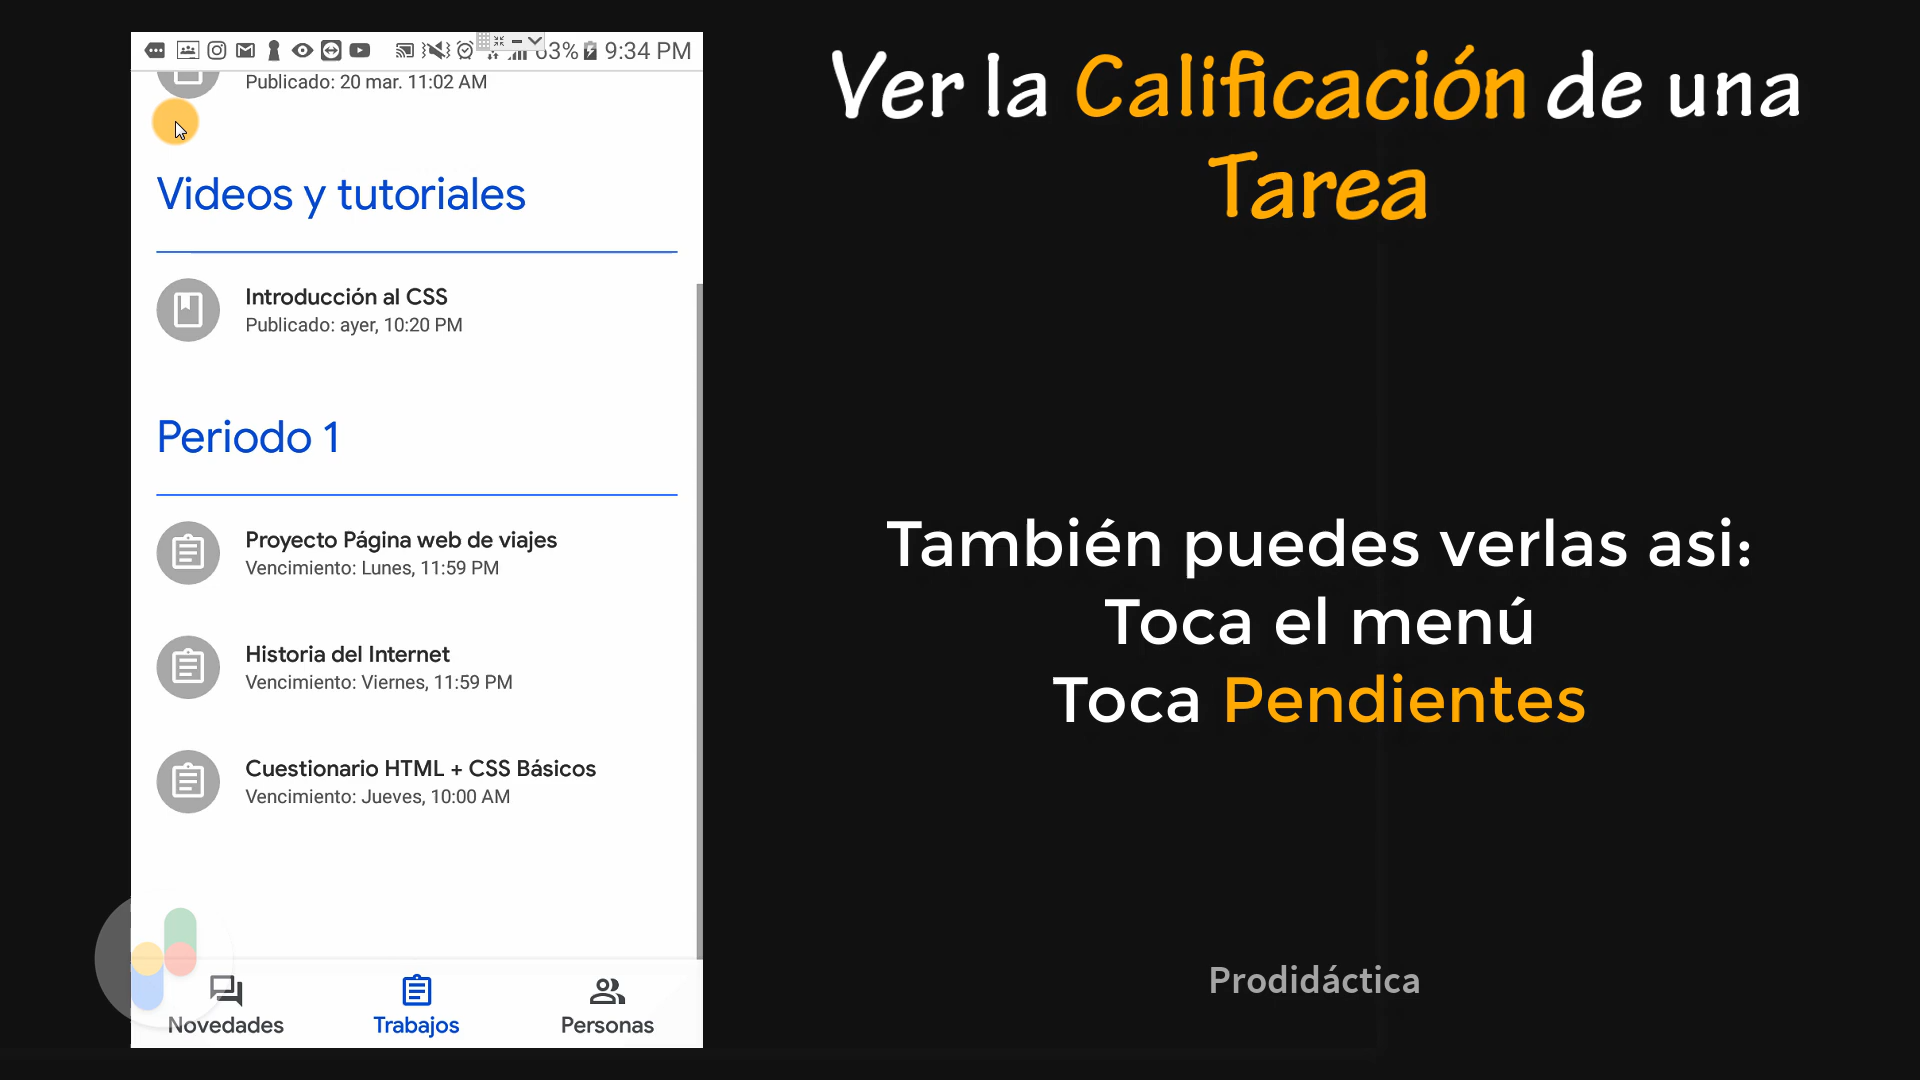 63% 9:34 PM
Publicado: 20 mar. 11:02 AM
Videos y tutoriales
Introducción al CSS
Publicado: ayer, 10:20 PM
Periodo 1
Proyecto Página web de viajes
Vencimiento: Lunes, 11:59 PM
Historia del Internet
Vencimiento: Viernes, 11:59 PM
Cuestionario HTML + CSS Básicos
Vencimiento: Jueves, 10:00 AM
Novedades
Trabajos
Personas
Ver la Calificación de una
Tarea
También puedes verlas asi:
Toca el menú
Toca Pendientes
Prodidáctica